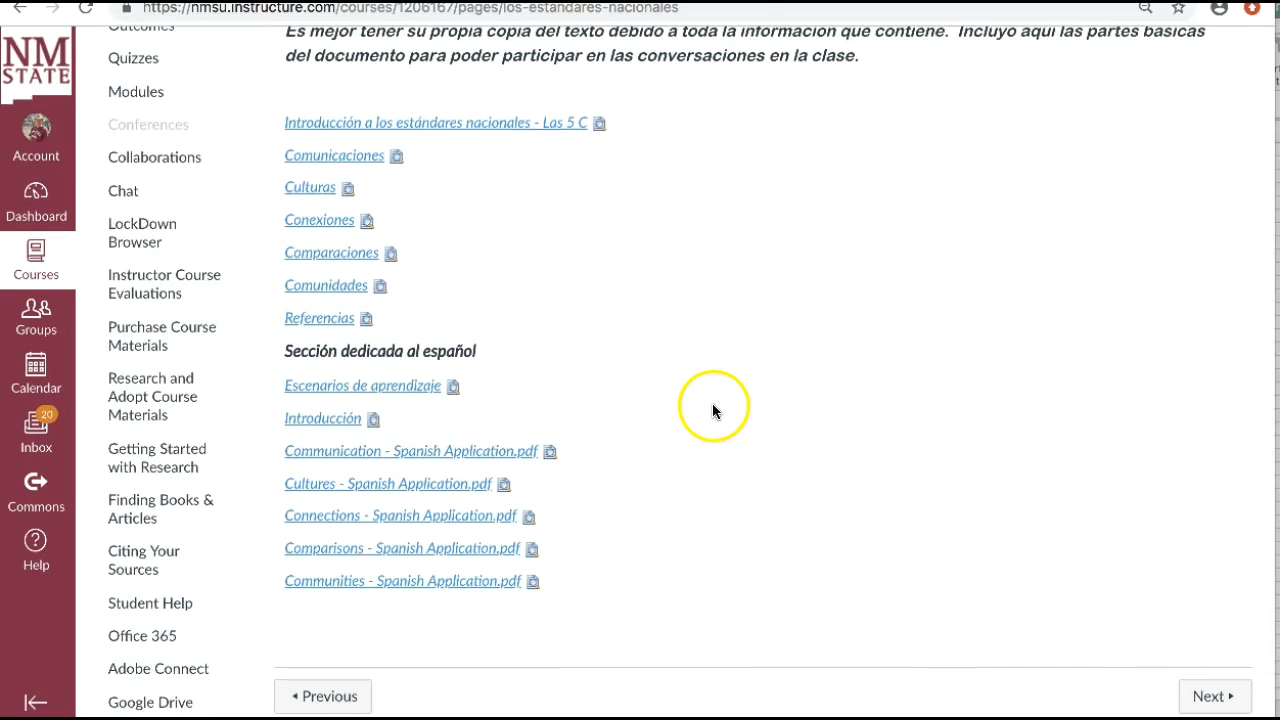 https://nmsu.instructure.com/courses/1206167/pages/los-estandares-nacionales
NM
STATE
Account
Dashboard
Courses
Groups
Calendar
20
Inbox
Commons
Help
Outcomes
Quizzes
Modules
Conferences
Collaborations
Chat
LockDown
Browser
Instructor Course
Evaluations
Purchase Course
Materials
Research and
Adopt Course
Materials
Getting Started
with Research
Finding Books &
Articles
Citing Your
Sources
Student Help
Office 365
Adobe Connect
Google Drive
Es mejor tener su propia copia del texto debido a toda la información que contiene. Incluyo aquí las partes básicas
del documento para poder participar en las conversaciones en la clase.
Introducción a los estándares nacionales - Las 5 C
Comunicaciones
Culturas
Conexiones
Comparaciones
Comunidades
Referencias
Sección dedicada al español
Escenarios de aprendizaje
Introducción
Communication - Spanish Application.pdf
Cultures - Spanish Application.pdf
Connections - Spanish Application.pdf
Comparisons - Spanish Application.pdf
Communities - Spanish Application.pdf
Previous
Next